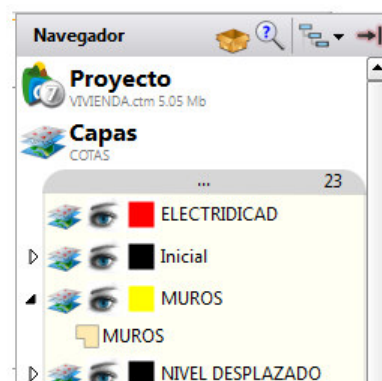 Navegador
Proyecto
VIVIENDA.ctm 5.05 Mb
Capas
COTAS
... 23
ELECTRIDICAD
Inicial
MUROS
MUROS
NIVEL DESPLAZADO